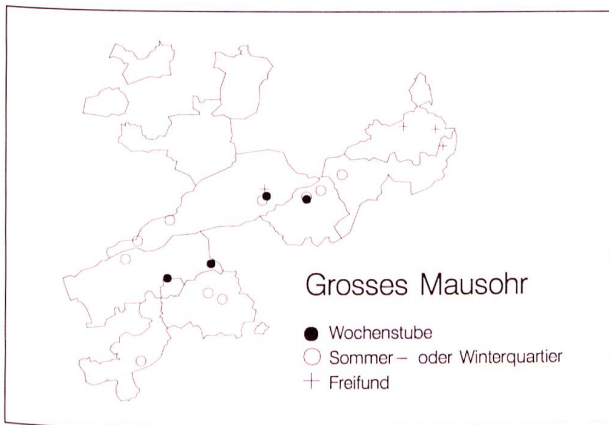 Grosses Mausohr
● Wochenstube
○ Sommer– oder Winterquartier
+ Freifund